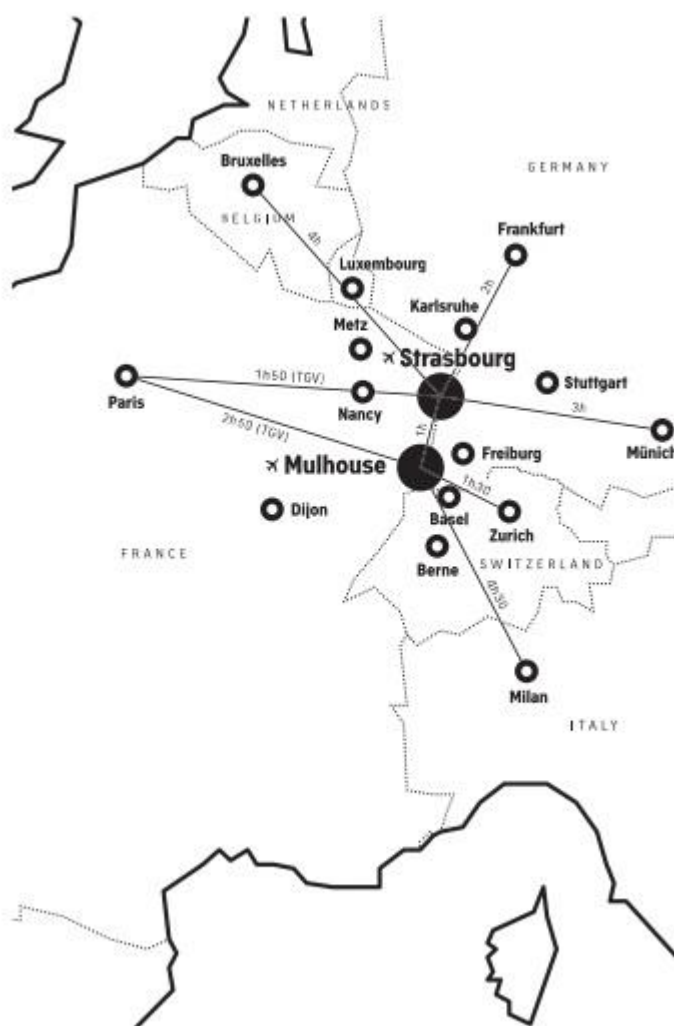 NETHERLANDS
Bruxelles
GERMANY
BELGIUM
Frankfurt
4h
Luxembourg
2h
Karlsruhe
Metz
Strasbourg
1h50 (TGV)
Stuttgart
Paris
Nancy
3h
2h50 (TGV)
1h
Münich
Mulhouse
Freiburg
1h30
Dijon
Basel
Zurich
FRANCE
Berne
SWITZERLAND
4h30
Milan
ITALY